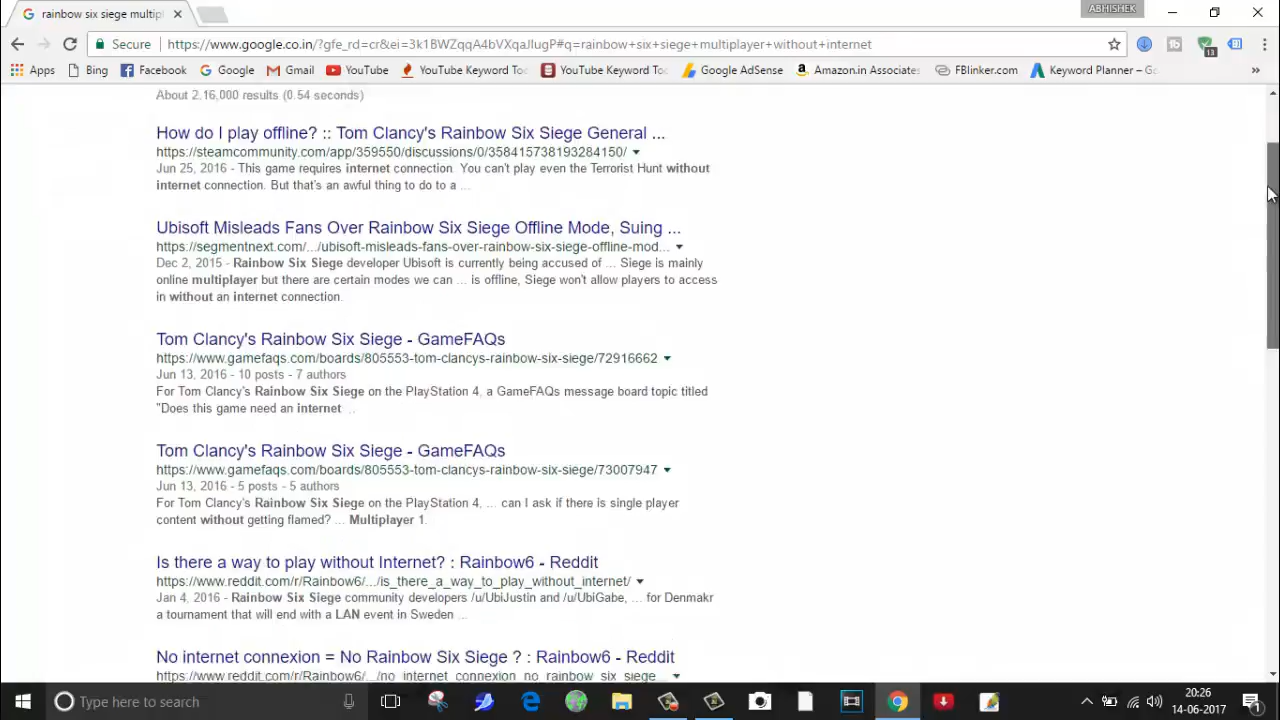 rainbow six siege multipl
ABHISHEK
Secure
https://www.google.co.in/?gfe_rd=cr&ei=3k1BWZqqA4bVXqaJlugP#q=rainbow+six+siege+multiplayer+without+internet
13
Apps Bing Facebook Google Gmail YouTube YouTube Keyword To YouTube Keyword To Google AdSense Amazon.in Associates FBlinker.com Keyword Planner – Go
About 2,16,000 results (0.54 seconds)
How do I play offline? :: Tom Clancy's Rainbow Six Siege General ...
https://steamcommunity.com/app/359550/discussions/0/358415738193284150/
Jun 25, 2016 - This game requires internet connection. You can't play even the Terrorist Hunt without
internet connection. But that's an awful thing to do to a ...
Ubisoft Misleads Fans Over Rainbow Six Siege Offline Mode, Suing ...
https://segmentnext.com/.../ubisoft-misleads-fans-over-rainbow-six-siege-offline-mod...
Dec 2, 2015 - Rainbow Six Siege developer Ubisoft is currently being accused of ... Siege is mainly
online multiplayer but there are certain modes we can ... is offline, Siege won't allow players to access
in without an internet connection.
Tom Clancy's Rainbow Six Siege - GameFAQs
https://www.gamefaqs.com/boards/805553-tom-clancys-rainbow-six-siege/72916662
Jun 13, 2016 - 10 posts - 7 authors
For Tom Clancy's Rainbow Six Siege on the PlayStation 4, a GameFAQs message board topic titled
"Does this game need an internet ...
Tom Clancy's Rainbow Six Siege - GameFAQs
https://www.gamefaqs.com/boards/805553-tom-clancys-rainbow-six-siege/73007947
Jun 13, 2016 - 5 posts - 5 authors
For Tom Clancy's Rainbow Six Siege on the PlayStation 4, ... can I ask if there is single player
content without getting flamed? ... Multiplayer 1.
Is there a way to play without Internet? : Rainbow6 - Reddit
https://www.reddit.com/r/Rainbow6/.../is_there_a_way_to_play_without_internet/
Jan 4, 2016 - Rainbow Six Siege community developers /u/UbiJustin and /u/UbiGabe, ... for Denmakr
a tournament that will end with a LAN event in Sweden ...
No internet connexion = No Rainbow Six Siege ? : Rainbow6 - Reddit
https://www.reddit.com/r/Rainbow6/.../no_internet_connexion_no_rainbow_six_siege...
Type here to search
20:26
14-06-2017
1